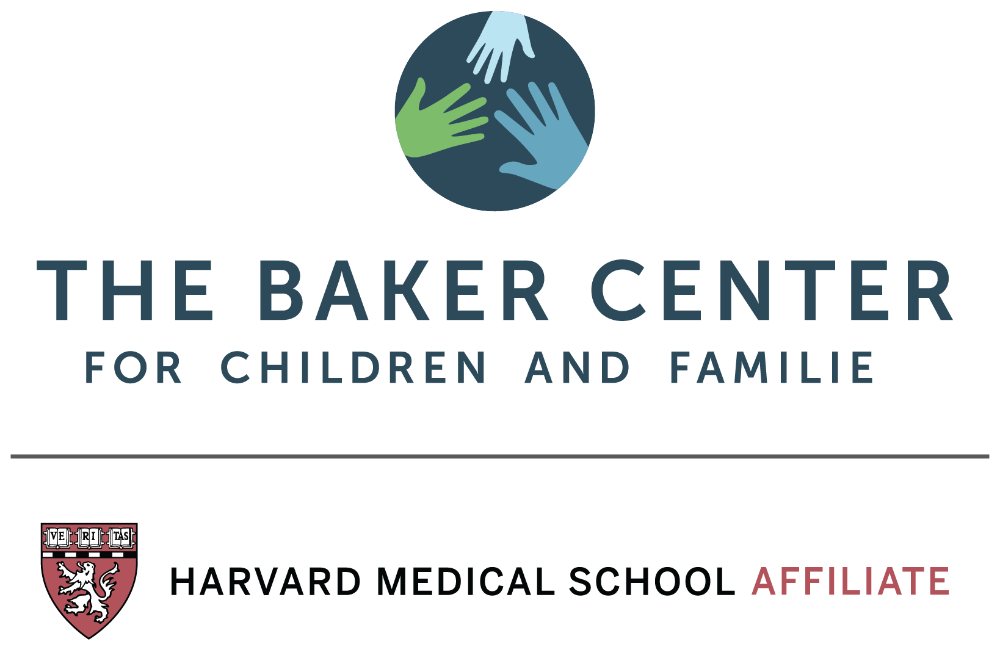 THE BAKER CENTER
FOR CHILDREN AND FAMILIE
VE RI TAS
HARVARD MEDICAL SCHOOL AFFILIATE